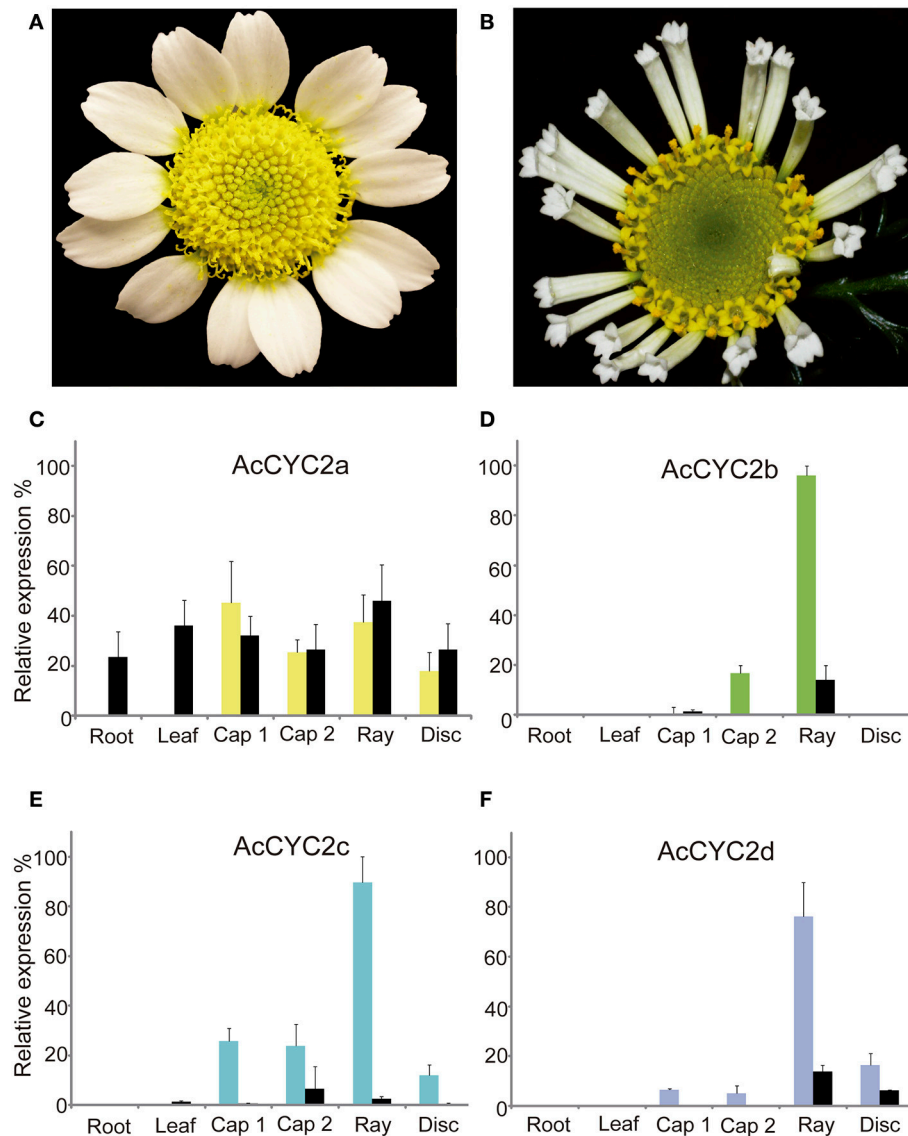 A
B
C
D
AcCYC2a
AcCYC2b
Relative expression %
100
80
60
40
20
0
Root Leaf Cap 1 Cap 2 Ray Disc
100
80
60
40
20
0
Root Leaf Cap 1 Cap 2 Ray Disc
E
F
AcCYC2c
AcCYC2d
Relative expression %
100
80
60
40
20
0
Root Leaf Cap 1 Cap 2 Ray Disc
100
80
60
40
20
0
Root Leaf Cap 1 Cap 2 Ray Disc